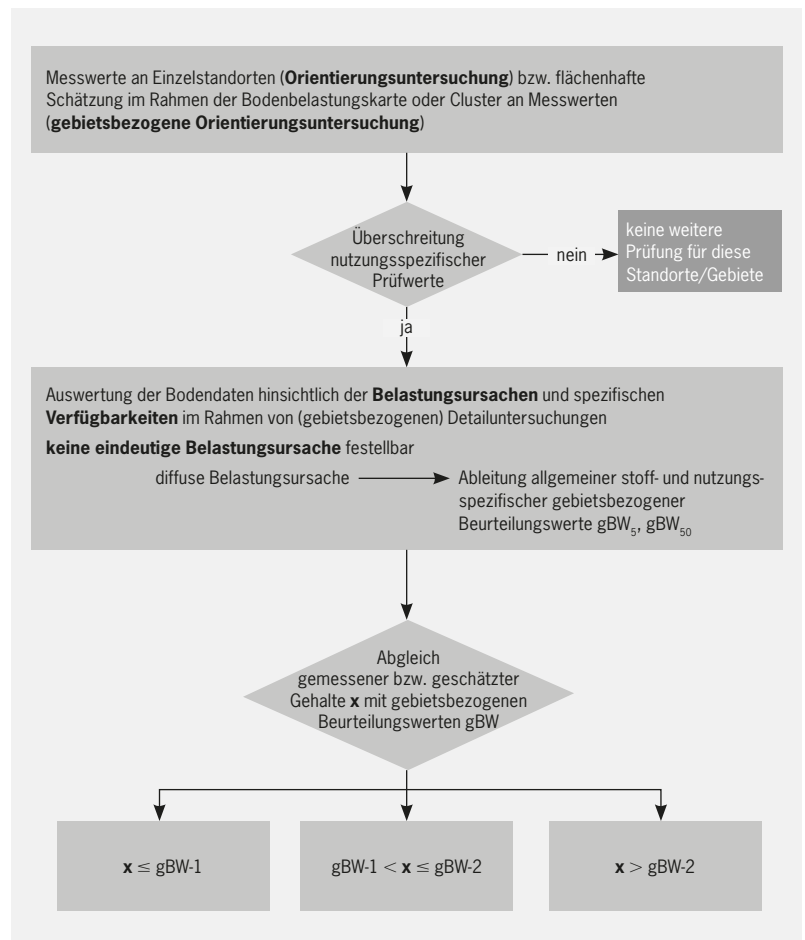 Messwerte an Einzelstandorten (Orientierungsuntersuchung) bzw. flächenhafte
Schätzung im Rahmen der Bodenbelastungskarte oder Cluster an Messwerten
(gebietsbezogene Orientierungsuntersuchung)
Überschreitung
nutzungsspezifischer
Prüfwerte
nein
keine weitere
Prüfung für diese
Standorte/Gebiete
ja
Auswertung der Bodendaten hinsichtlich der Belastungsursachen und spezifischen
Verfügbarkeiten im Rahmen von (gebietsbezogenen) Detailuntersuchungen
keine eindeutige Belastungsursache festellbar
diffuse Belastungsursache
Ableitung allgemeiner stoff- und nutzungs-
spezifischer gebietsbezogener
Beurteilungswerte gBW₅, gBW₅₀
Abgleich
gemessener bzw. geschätzter
Gehalte x mit gebietsbezogenen
Beurteilungswerten gBW
x ≤ gBW-1
gBW-1 < x ≤ gBW-2
x > gBW-2